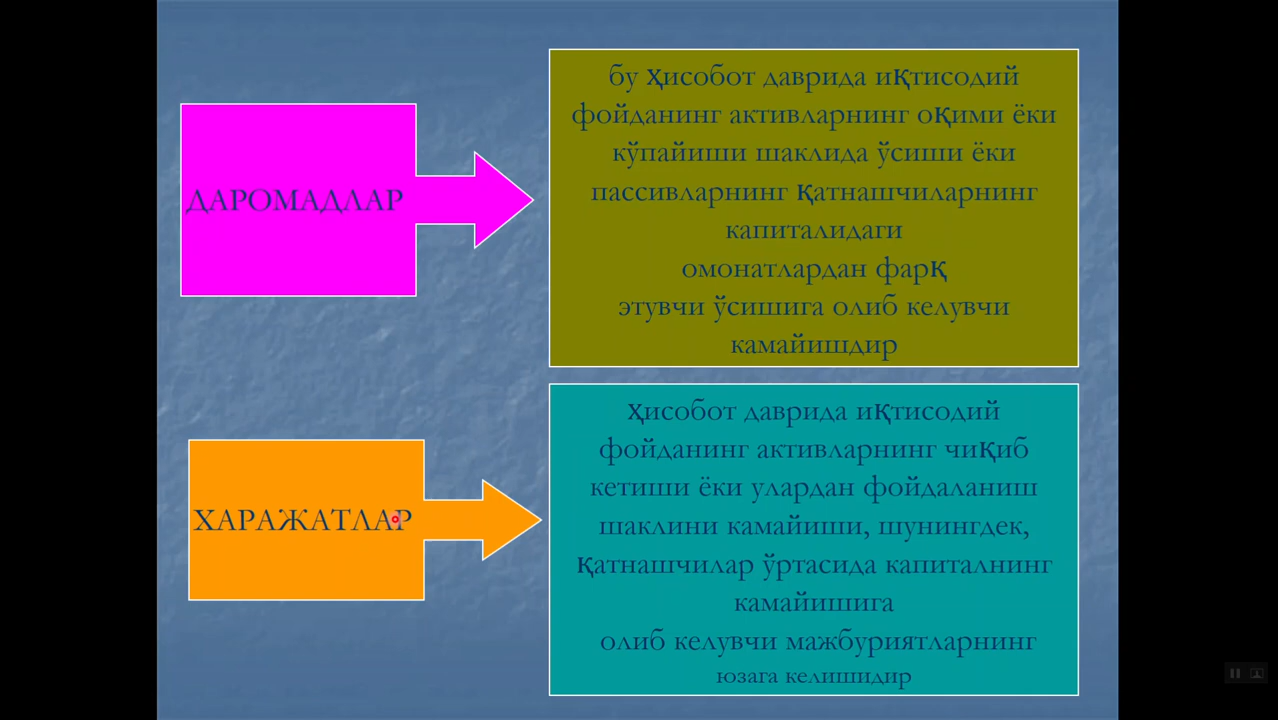 ДАРОМАДЛАР
бу ҳисобот даврида иқтисодий
фойданинг активларнинг оқими ёки
кўпайиши шаклида ўсиши ёки
пассивларнинг қатнашчиларнинг
капиталидаги
омонатлардан фарқ
этувчи ўсишига олиб келувчи
камайишдир
ХАРАЖАТЛАР
ҳисобот даврида иқтисодий
фойданинг активларнинг чиқиб
кетиши ёки улардан фойдаланиш
шаклини камайиши, шунингдек,
қатнашчилар ўртасида капиталнинг
камайишига
олиб келувчи мажбуриятларнинг
юзага келишидир